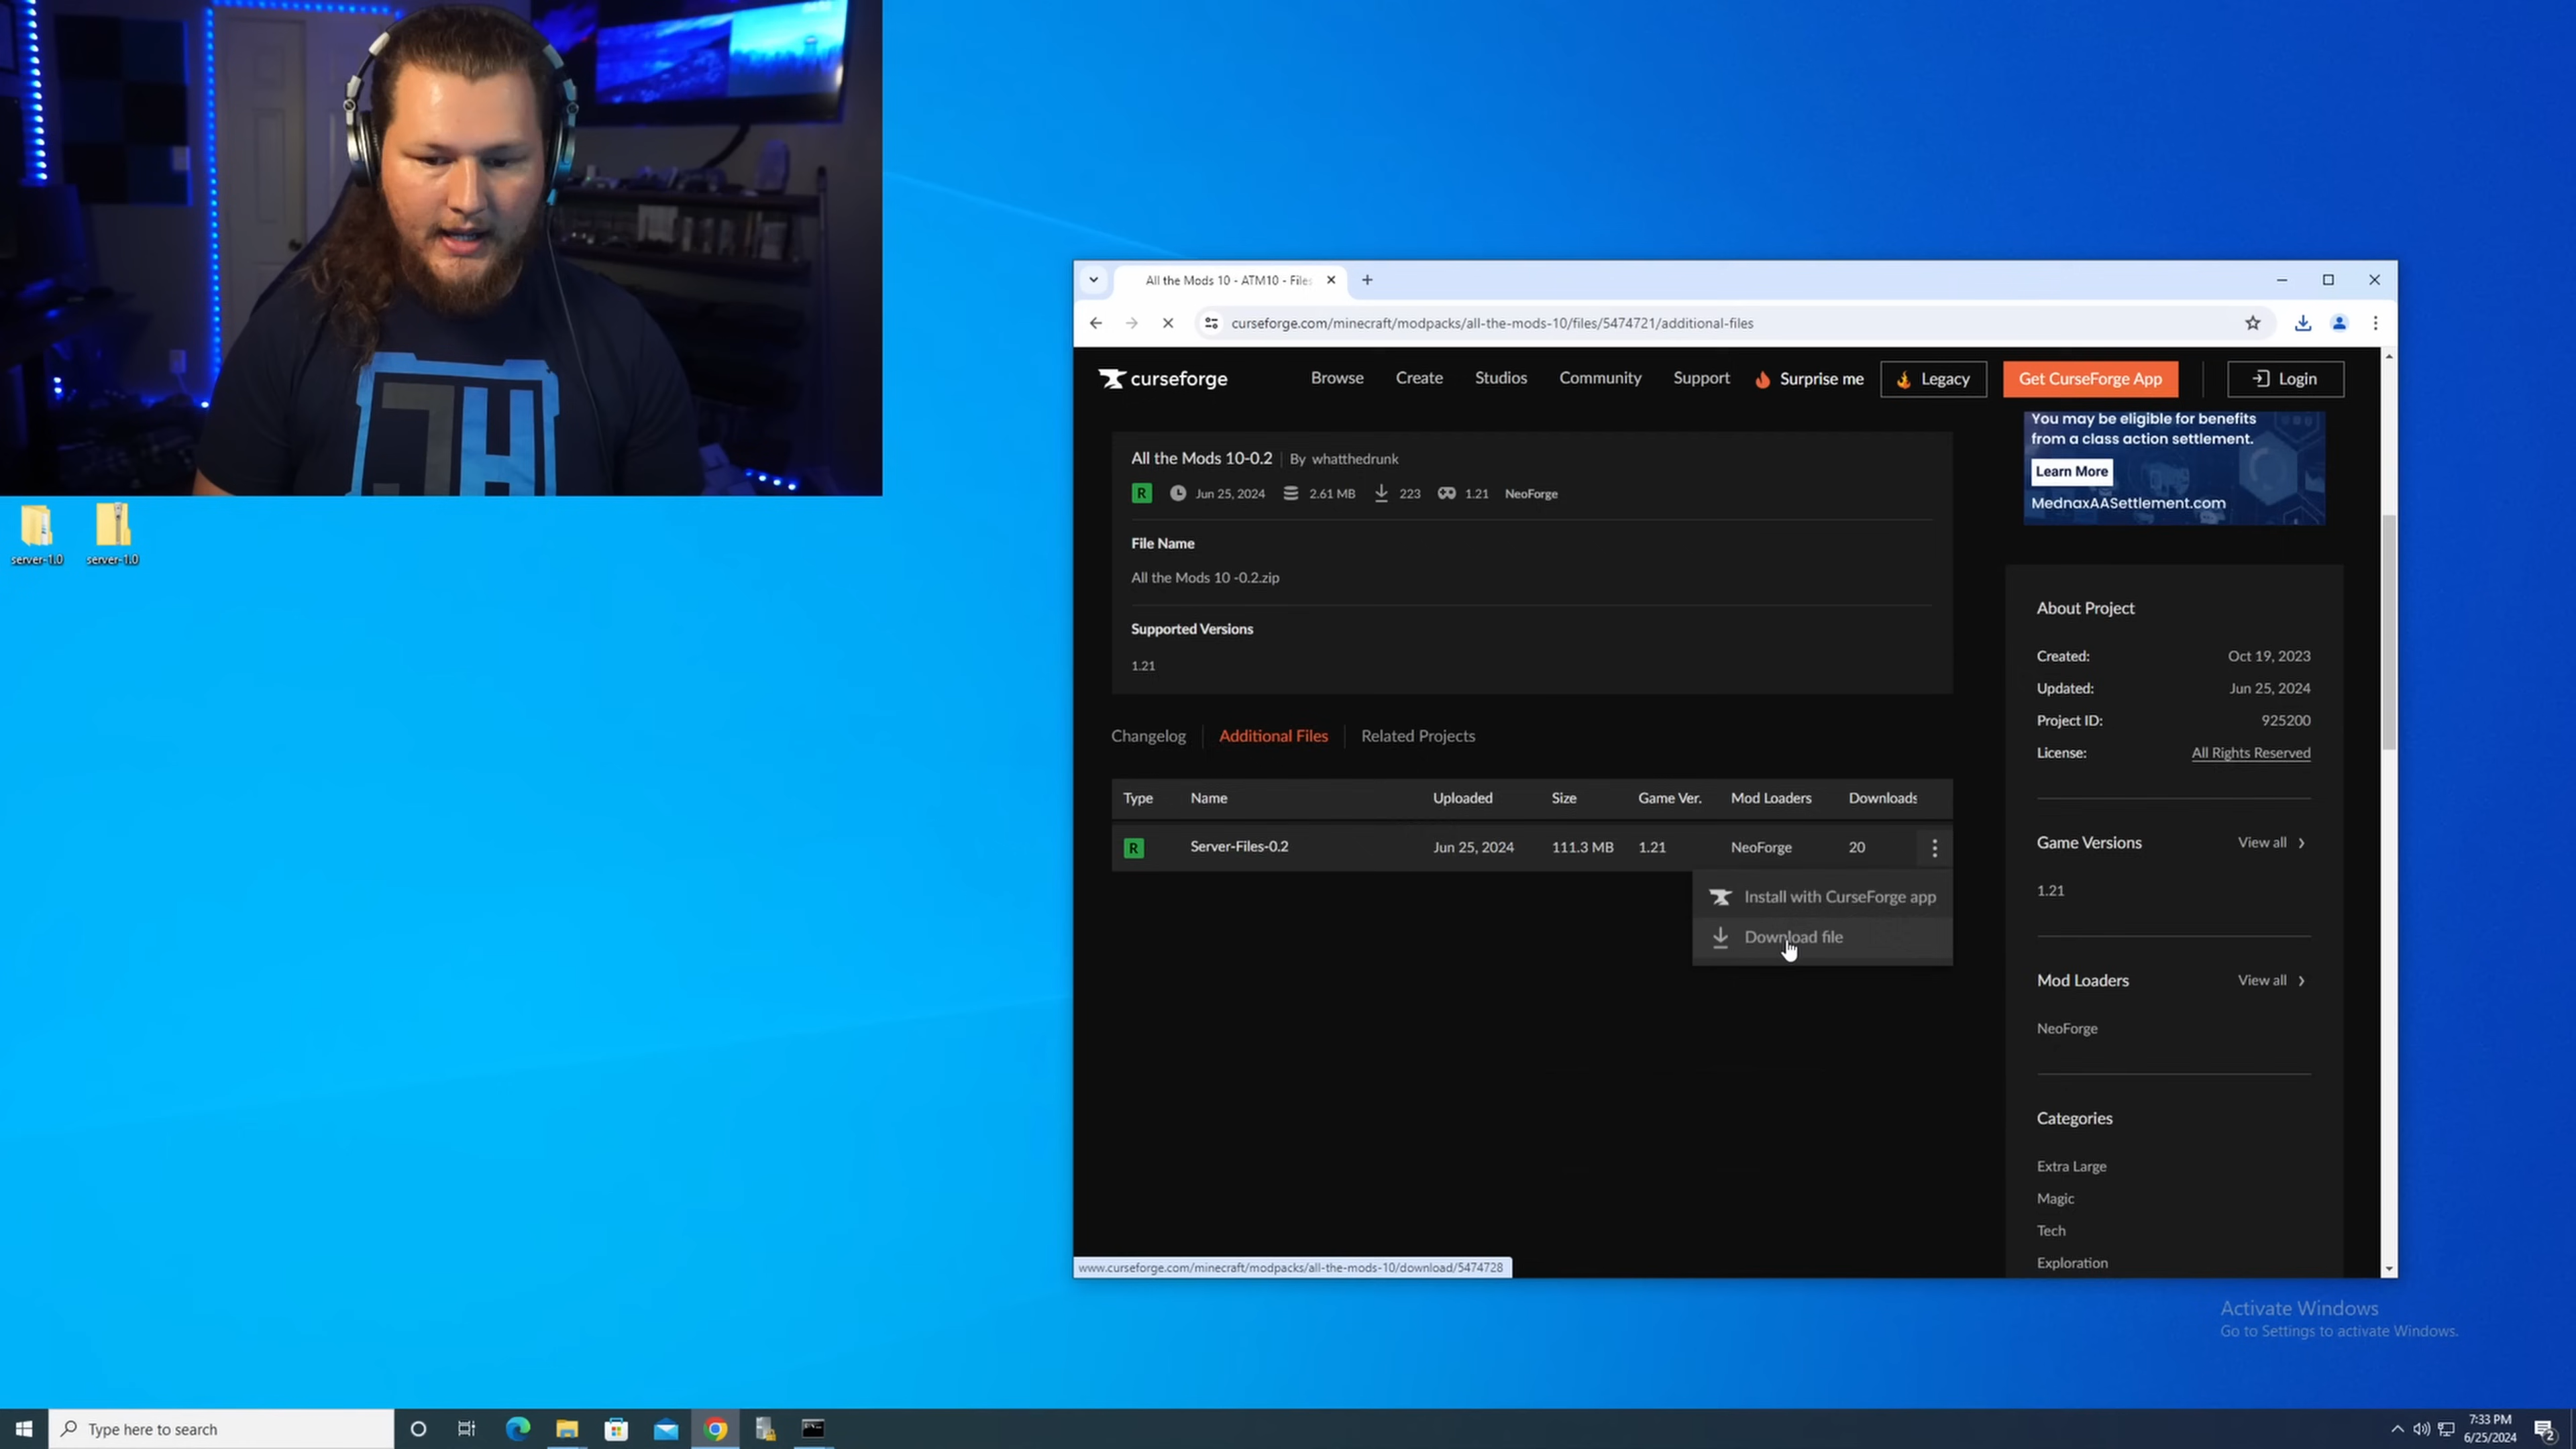 JH
server-1.0
server-1.0
All the Mods 10 - ATM10 - Files
curseforge.com/minecraft/modpacks/all-the-mods-10/files/5474721/additional-files
curseforge
Browse
Create
Studios
Community
Support
Surprise me
Legacy
Get CurseForge App
Login
All the Mods 10-0.2
By whatthedrunk
R
Jun 25, 2024
2.61 MB
223
1.21
NeoForge
File Name
All the Mods 10 -0.2.zip
Supported Versions
1.21
Changelog
Additional Files
Related Projects
Type
Name
Uploaded
Size
Game Ver.
Mod Loaders
Downloads
R
Server-Files-0.2
Jun 25, 2024
111.3 MB
1.21
NeoForge
20
Install with CurseForge app
Download file
You may be eligible for benefits
from a class action settlement.
Learn More
MednaxAASettlement.com
About Project
Created:
Oct 19, 2023
Updated:
Jun 25, 2024
Project ID:
925200
License:
All Rights Reserved
Game Versions
View all
1.21
Mod Loaders
View all
NeoForge
Categories
Extra Large
Magic
Tech
Exploration
www.curseforge.com/minecraft/modpacks/all-the-mods-10/download/5474728
Activate Windows
Go to Settings to activate Windows.
Type here to search
7:33 PM
6/25/2024
2